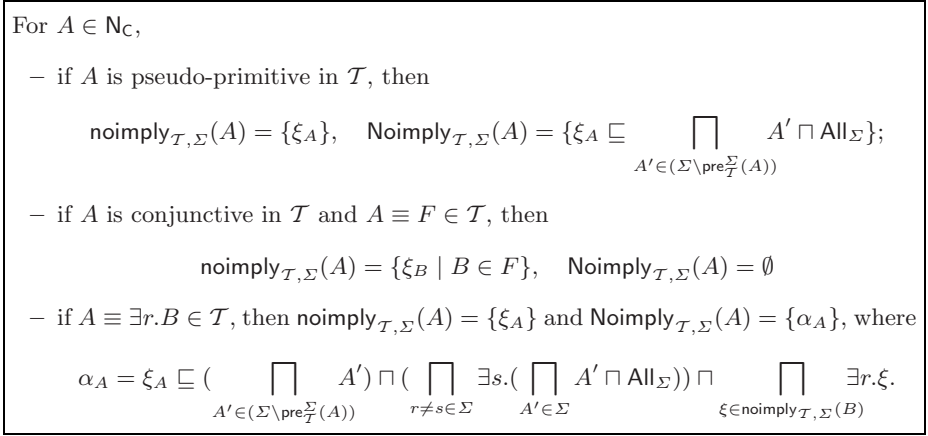 For A ∈ N_C,
– if A is pseudo-primitive in 𝒯, then
noimply_{𝒯,Σ}(A) = {ξ_A}, Noimply_{𝒯,Σ}(A) = {ξ_A ⊑ ⨅_{A′∈(Σ\pre^Σ_𝒯(A))} A′ ⊓ All_Σ};
– if A is conjunctive in 𝒯 and A ≡ F ∈ 𝒯, then
noimply_{𝒯,Σ}(A) = {ξ_B | B ∈ F}, Noimply_{𝒯,Σ}(A) = ∅
– if A ≡ ∃r.B ∈ 𝒯, then noimply_{𝒯,Σ}(A) = {ξ_A} and Noimply_{𝒯,Σ}(A) = {α_A}, where
α_A = ξ_A ⊑ (⨅_{A′∈(Σ\pre^Σ_𝒯(A))} A′) ⊓ (⨅_{r≠s∈Σ} ∃s.(⨅_{A′∈Σ} A′ ⊓ All_Σ)) ⊓ ⨅_{ξ∈noimply_{𝒯,Σ}(B)} ∃r.ξ.